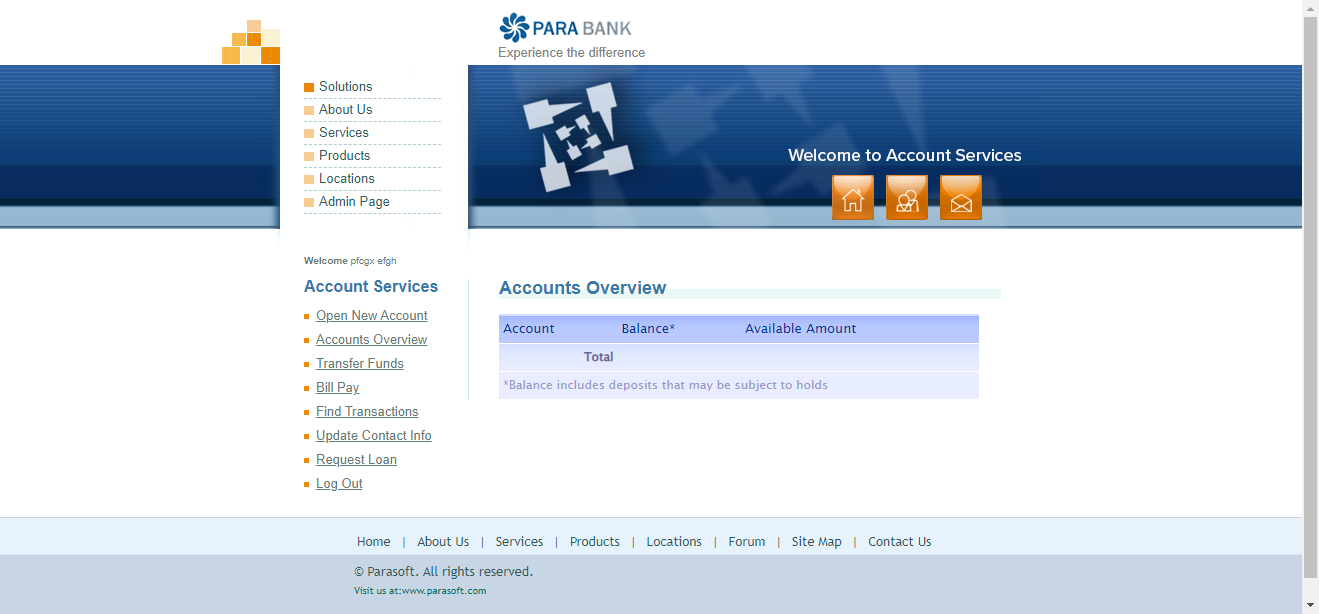 PARA BANK
Experience the difference
Solutions
About Us
Services
Products
Locations
Admin Page
Welcome to Account Services
Welcome pfcgx efgh
Account Services
Open New Account
Accounts Overview
Transfer Funds
Bill Pay
Find Transactions
Update Contact Info
Request Loan
Log Out
Accounts Overview
Account Balance* Available Amount
Total
*Balance includes deposits that may be subject to holds
Home | About Us | Services | Products | Locations | Forum | Site Map | Contact Us
© Parasoft. All rights reserved.
Visit us at:www.parasoft.com